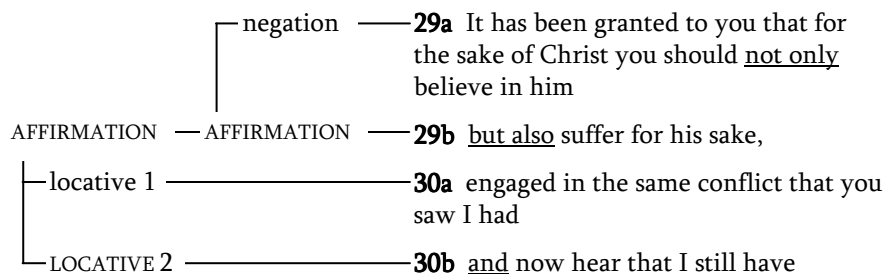 negation 29a It has been granted to you that for
the sake of Christ you should not only
believe in him
AFFIRMATION AFFIRMATION 29b but also suffer for his sake,
locative 1 30a engaged in the same conflict that you
saw I had
LOCATIVE 2 30b and now hear that I still have